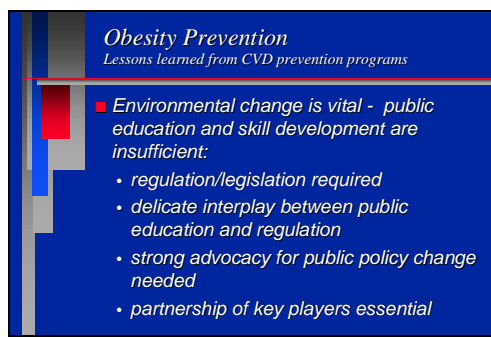 Obesity Prevention
Lessons learned from CVD prevention programs
Environmental change is vital - public
education and skill development are
insufficient:
• regulation/legislation required
• delicate interplay between public
education and regulation
• strong advocacy for public policy change
needed
• partnership of key players essential